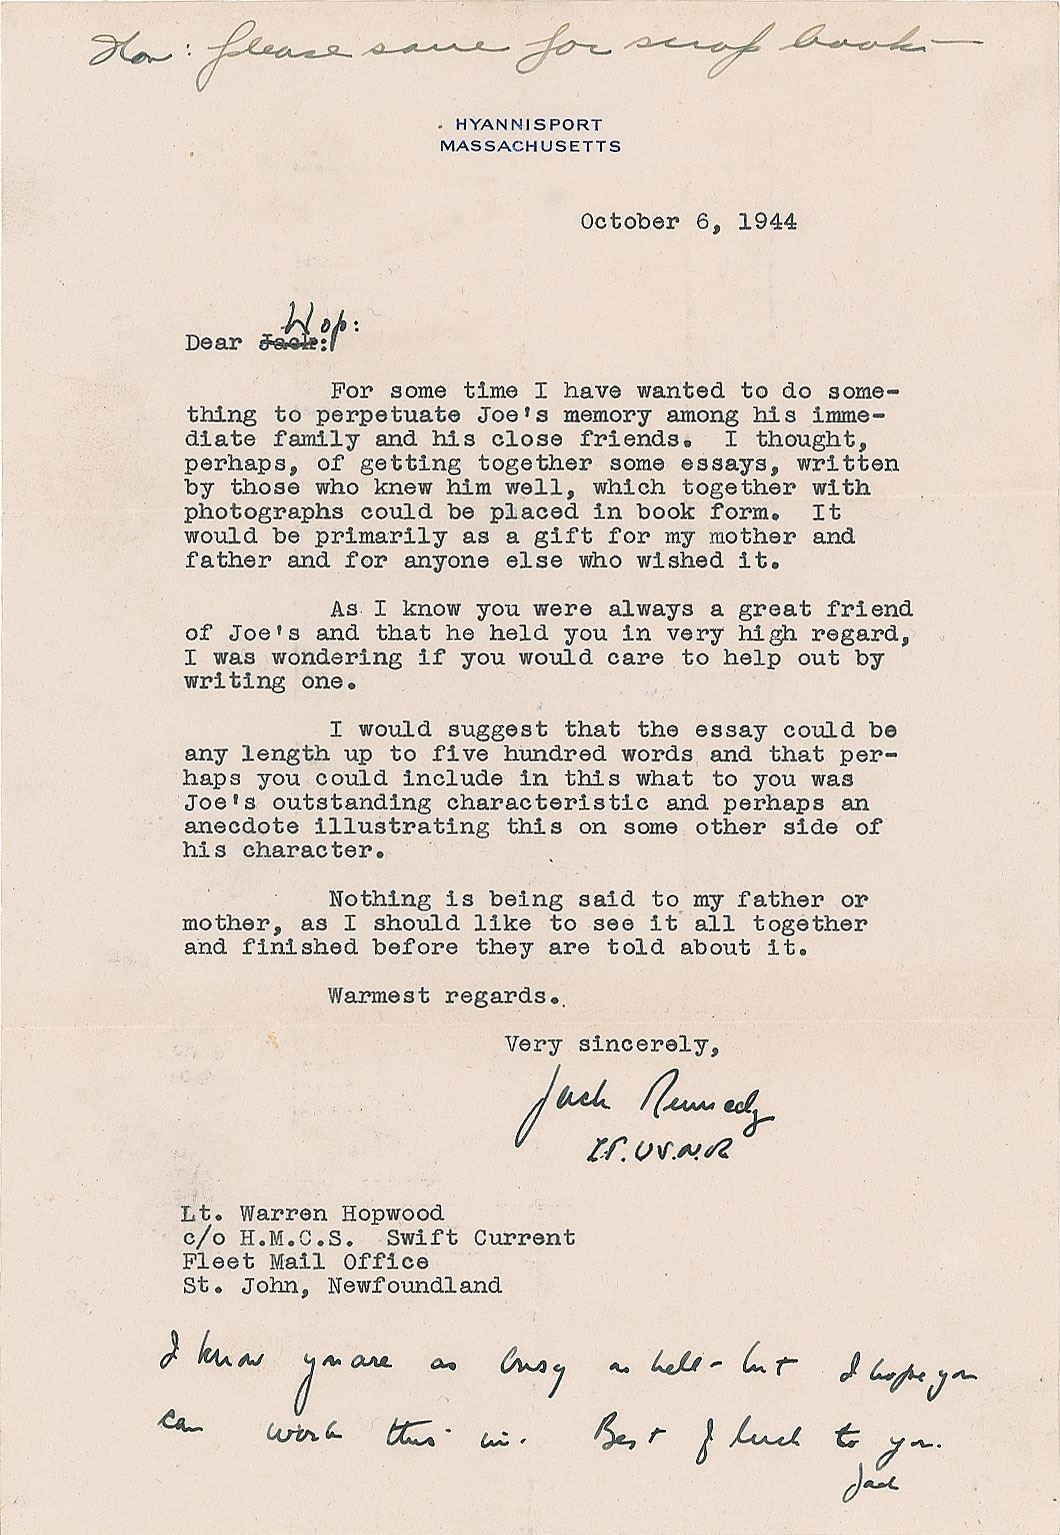 : please save for scrap book—
HYANNISPORT
MASSACHUSETTS
October 6, 1944
Hop:
Dear Jack:
For some time I have wanted to do some-
thing to perpetuate Joe's memory among his imme-
diate family and his close friends. I thought,
perhaps, of getting together some essays, written
by those who knew him well, which together with
photographs could be placed in book form. It
would be primarily as a gift for my mother and
father and for anyone else who wished it.
As I know you were always a great friend
of Joe's and that he held you in very high regard,
I was wondering if you would care to help out by
writing one.
I would suggest that the essay could be
any length up to five hundred words and that per-
haps you could include in this what to you was
Joe's outstanding characteristic and perhaps an
anecdote illustrating this on some other side of
his character.
Nothing is being said to my father or
mother, as I should like to see it all together
and finished before they are told about it.
Warmest regards.
Very sincerely,
Jack Kennedy
Lt. U.S.N.R
Lt. Warren Hopwood
c/o H.M.C.S. Swift Current
Fleet Mail Office
St. John, Newfoundland
I know you are as busy as hell - but I hope you
can work this in. Best of luck to you.
Jack